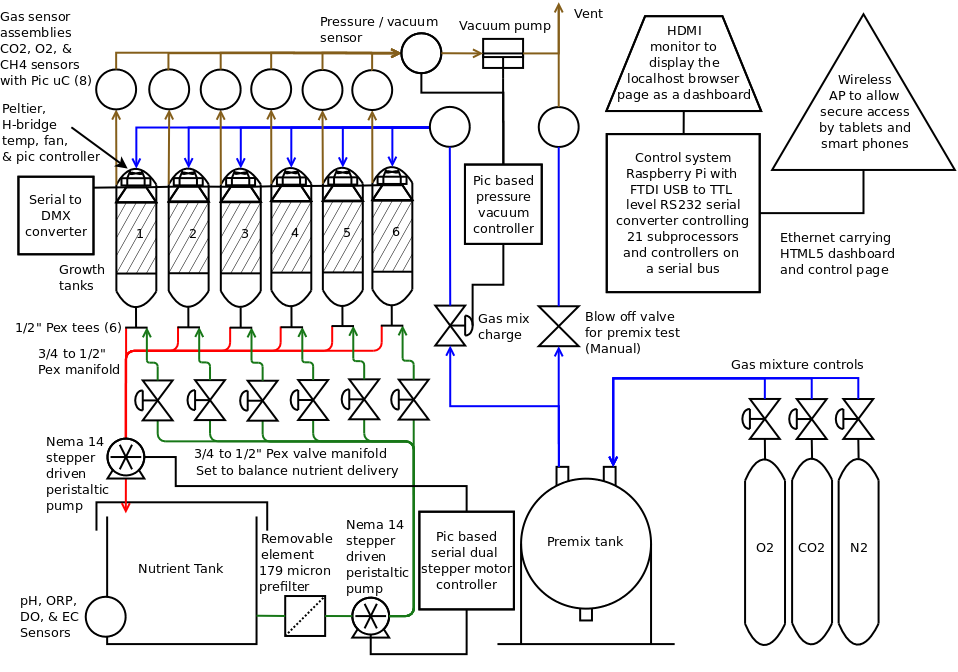 Gas sensor
assemblies
CO2, O2, &
CH4 sensors
with Pic uC (8)
Pressure / vacuum
sensor
Vacuum pump
Vent
HDMI
monitor to
display the
localhost browser
page as a dashboard
Wireless
AP to allow
secure access
by tablets and
smart phones
Peltier,
H-bridge
temp, fan,
& pic controller
Serial to
DMX
converter
1
2
3
4
5
6
Growth
tanks
Pic based
pressure
vacuum
controller
Control system
Raspberry Pi with
FTDI USB to TTL
level RS232 serial
converter controlling
21 subprocessors
and controllers on
a serial bus
Ethernet carrying
HTML5 dashboard
and control page
1/2" Pex tees (6)
3/4 to 1/2"
Pex manifold
Gas mix
charge
Blow off valve
for premix test
(Manual)
Gas mixture controls
Nema 14
stepper
driven
peristaltic
pump
3/4 to 1/2" Pex valve manifold
Set to balance nutrient delivery
Nutrient Tank
Removable
element
179 micron
prefilter
Nema 14
stepper
driven
peristaltic
pump
Pic based
serial dual
stepper motor
controller
Premix tank
O2
CO2
N2
pH, ORP,
DO, & EC
Sensors